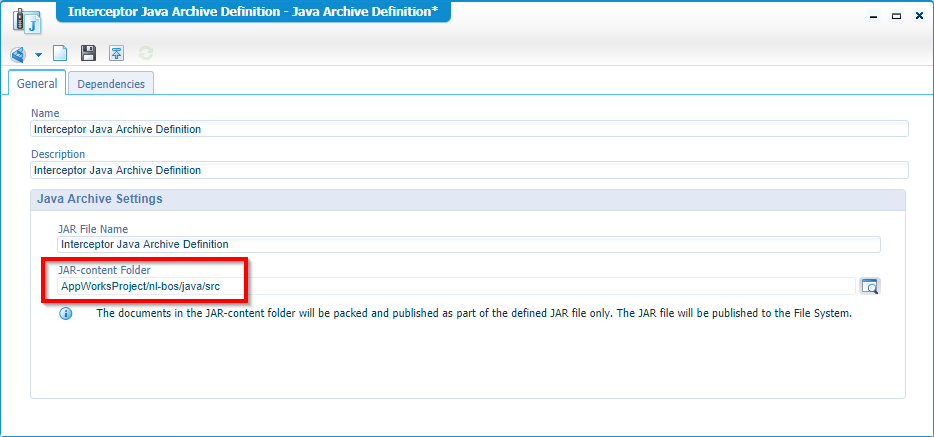 Interceptor Java Archive Definition - Java Archive Definition*
General
Dependencies
Name
Interceptor Java Archive Definition
Description
Interceptor Java Archive Definition
Java Archive Settings
JAR File Name
Interceptor Java Archive Definition
JAR-content Folder
AppWorksProject/nl-bos/java/src
The documents in the JAR-content folder will be packed and published as part of the defined JAR file only. The JAR file will be published to the File System.